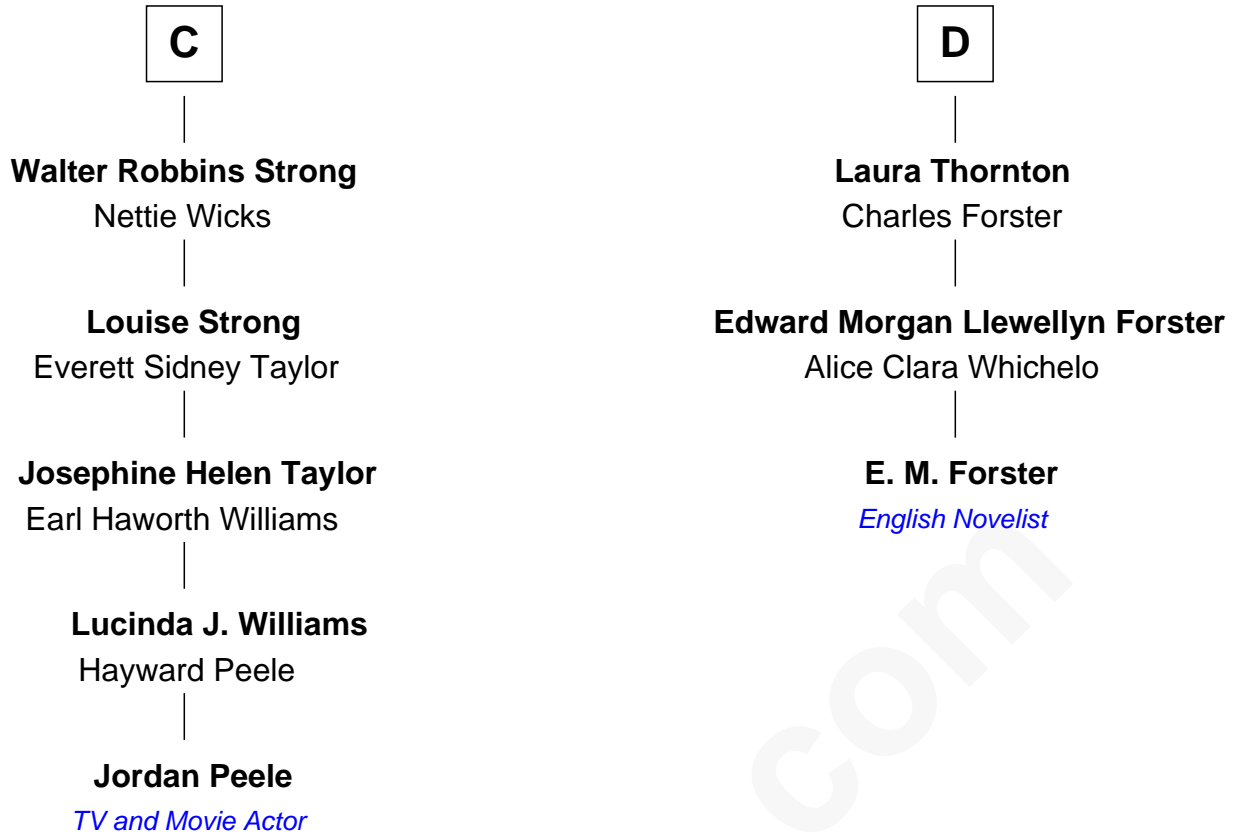 C
Walter Robbins Strong
Nettie Wicks
Louise Strong
Everett Sidney Taylor
Josephine Helen Taylor
Earl Haworth Williams
Lucinda J. Williams
Hayward Peele
Jordan Peele
TV and Movie Actor
D
Laura Thornton
Charles Forster
Edward Morgan Llewellyn Forster
Alice Clara Whichelo
E. M. Forster
English Novelist
com